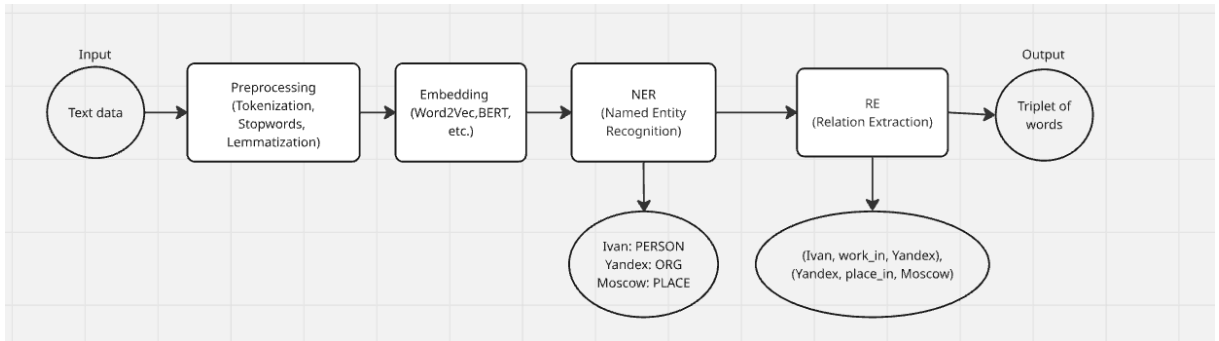 Input
Text data
Preprocessing
(Tokenization,
Stopwords,
Lemmatization)
Embedding
(Word2Vec,BERT,
etc.)
NER
(Named Entity
Recognition)
RE
(Relation Extraction)
Output
Triplet of
words
Ivan: PERSON
Yandex: ORG
Moscow: PLACE
(Ivan, work_in, Yandex),
(Yandex, place_in, Moscow)